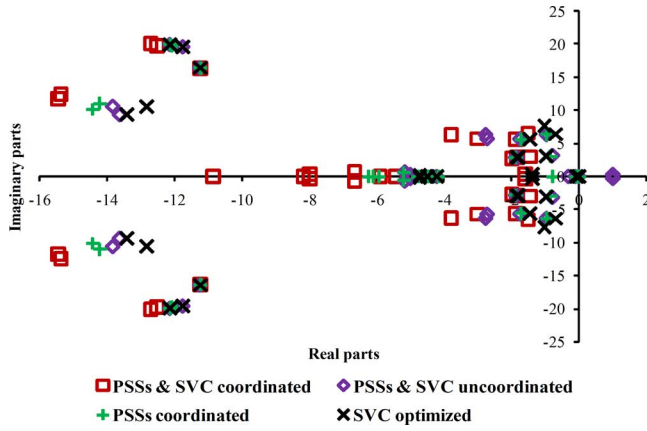 25
20
15
10
5
0
-5
-10
-15
-20
-25
-16 -14 -12 -10 -8 -6 -4 -2 0 2
Imaginary parts
Real parts
PSSs & SVC coordinated PSSs & SVC uncoordinated
PSSs coordinated SVC optimized